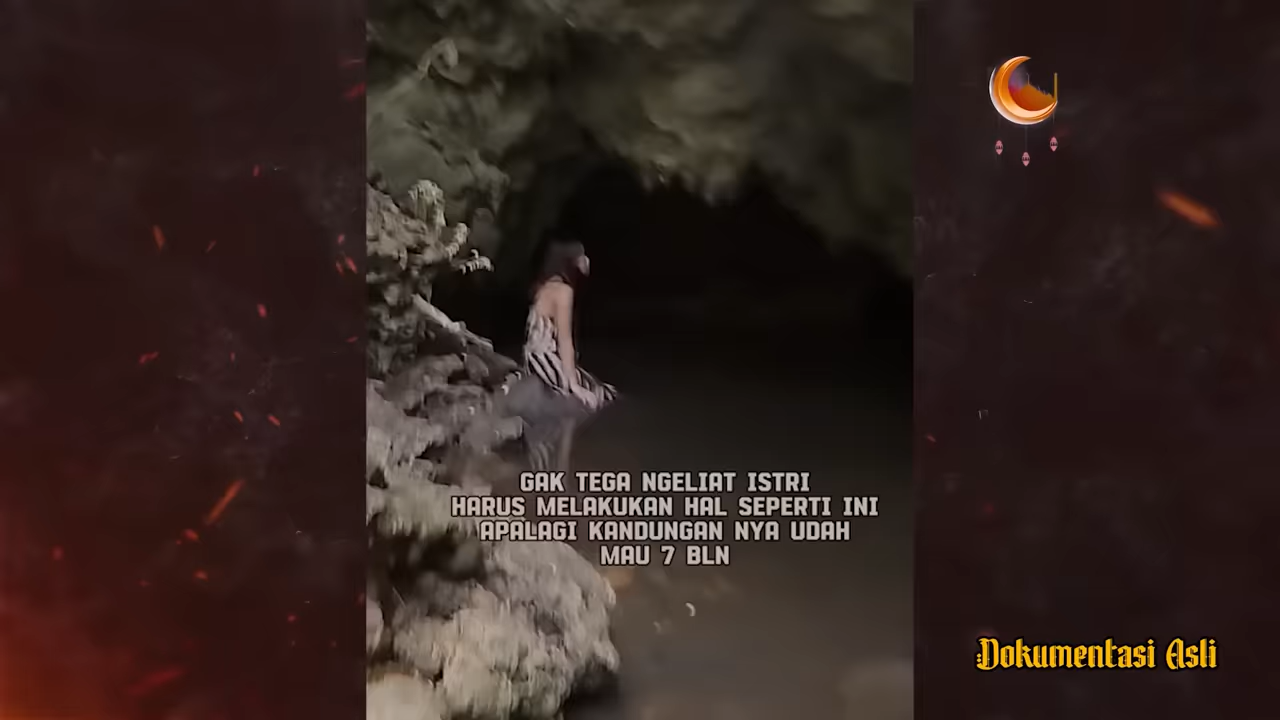 GAK TEGA NGELIAT ISTRI
HARUS MELAKUKAN HAL SEPERTI INI
APALAGI KANDUNGAN NYA UDAH
MAU 7 BLN
Dokumentasi Asli